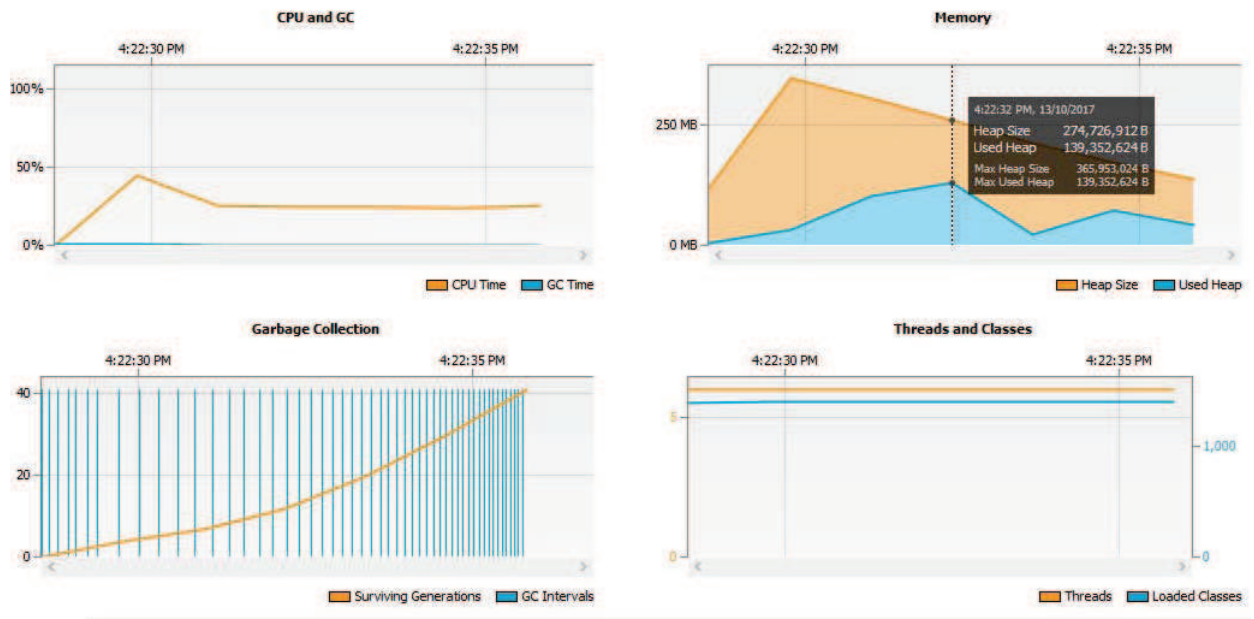 CPU and GC
4:22:30 PM 4:22:35 PM
100%
50%
0%
CPU Time GC Time
Memory
4:22:30 PM 4:22:35 PM
250 MB
0 MB
4:22:32 PM, 13/10/2017
Heap Size 274,726,912 B
Used Heap 139,352,624 B
Max Heap Size 365,953,024 B
Max Used Heap 139,352,624 B
Heap Size Used Heap
Garbage Collection
4:22:30 PM 4:22:35 PM
40
20
0
Surviving Generations GC Intervals
Threads and Classes
4:22:30 PM 4:22:35 PM
5
1,000
0 0
Threads Loaded Classes